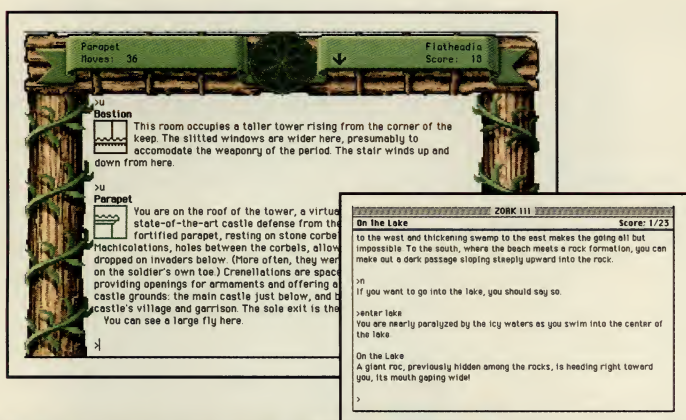 Parapet
Moves: 36
Flatheadia
Score: 18
>u
Bastion
This room occupies a taller tower rising from the corner of the
keep. The slitted windows are wider here, presumably to
accomodate the weaponry of the period. The stair winds up and
down from here.
>u
Parapet
You are on the roof of the tower, a virtua
state-of-the-art castle defense from the
fortified parapet, resting on stone corbe
Machicolations, holes between the corbels, allow
dropped on invaders below. (More often, they wer
on the soldier's own toe.) Crenellations are space
providing openings for armaments and offering a
castle grounds: the main castle just below, and b
castle's village and garrison. The sole exit is the
You can see a large fly here.
>
ZORK III
On the Lake
Score: 1/23
to the west and thickening swamp to the east makes the going all but
impossible. To the south, where the beach meets a rock formation, you can
make out a dark passage sloping steeply upward into the rock.
>n
If you want to go into the lake, you should say so.
>enter lake
You are nearly paralyzed by the icy waters as you swim into the center of
the lake.
On the Lake
A giant roc, previously hidden among the rocks, is heading right toward
you, its mouth gaping wide!
>